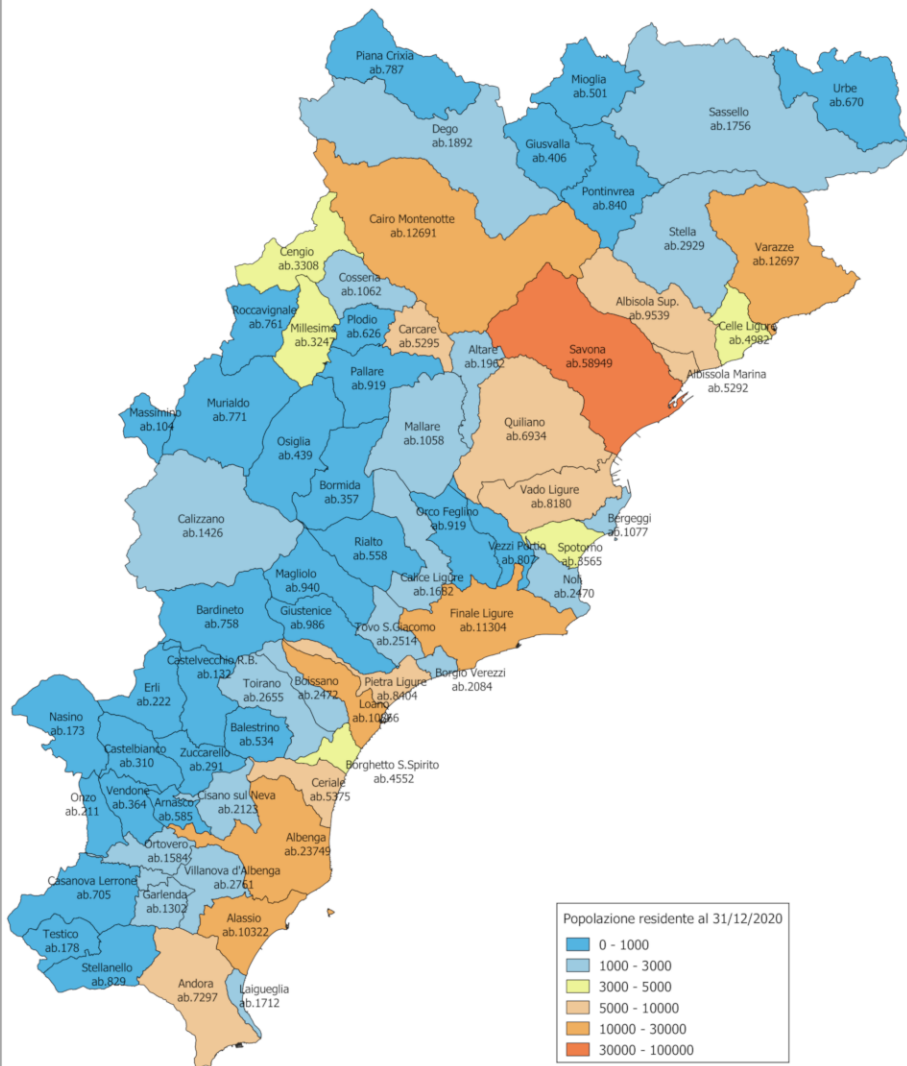 Piana Crixia
ab.787
Mioglia
ab.501
Urbe
ab.670
Sassello
ab.1756
Dego
ab.1892
Giusvalla
ab.406
Pontinvrea
ab.840
Cairo Montenotte
ab.12691
Stella
ab.2929
Varazze
ab.12697
Cengio
ab.3308
Cosseria
ab.1062
Albisola Sup.
ab.9539
Roccavignale
ab.761
Millesimo
ab.3247
Plodio
ab.626
Carcare
ab.5295
Celle Ligure
ab.4982
Altare
ab.1962
Savona
ab.58949
Albissola Marina
ab.5292
Pallare
ab.919
Massimino
ab.104
Murialdo
ab.771
Mallare
ab.1058
Quiliano
ab.6934
Osiglia
ab.439
Bormida
ab.357
Vado Ligure
ab.8180
Calizzano
ab.1426
Orco Feglino
ab.919
Bergeggi
ab.1077
Rialto
ab.558
Vezzi Portio
ab.807
Spotorno
ab.3565
Magliolo
ab.940
Calice Ligure
ab.1682
Noli
ab.2470
Bardineto
ab.758
Giustenice
ab.986
Tovo S.Giacomo
ab.2514
Finale Ligure
ab.11304
Castelvecchio R.B.
ab.132
Toirano
ab.2655
Boissano
ab.2472
Pietra Ligure
ab.8404
Borgio Verezzi
ab.2084
Erli
ab.222
Loano
Nasino
ab.173
Balestrino
ab.534
Castelbianco
ab.310
Zuccarello
ab.291
Borghetto S.Spirito
ab.4552
Onzo
ab.211
Vendone
ab.364
Arnasco
ab.585
Cisano sul Neva
ab.2123
Ceriale
ab.5375
Albenga
ab.23749
Ortovero
ab.1584
Villanova d'Albenga
ab.2761
Casanova Lerrone
ab.705
Garlenda
ab.1302
Alassio
ab.10322
Testico
ab.178
Stellanello
ab.829
Andora
ab.7297
Laigueglia
ab.1712
Popolazione residente al 31/12/2020
0 - 1000
1000 - 3000
3000 - 5000
5000 - 10000
10000 - 30000
30000 - 100000